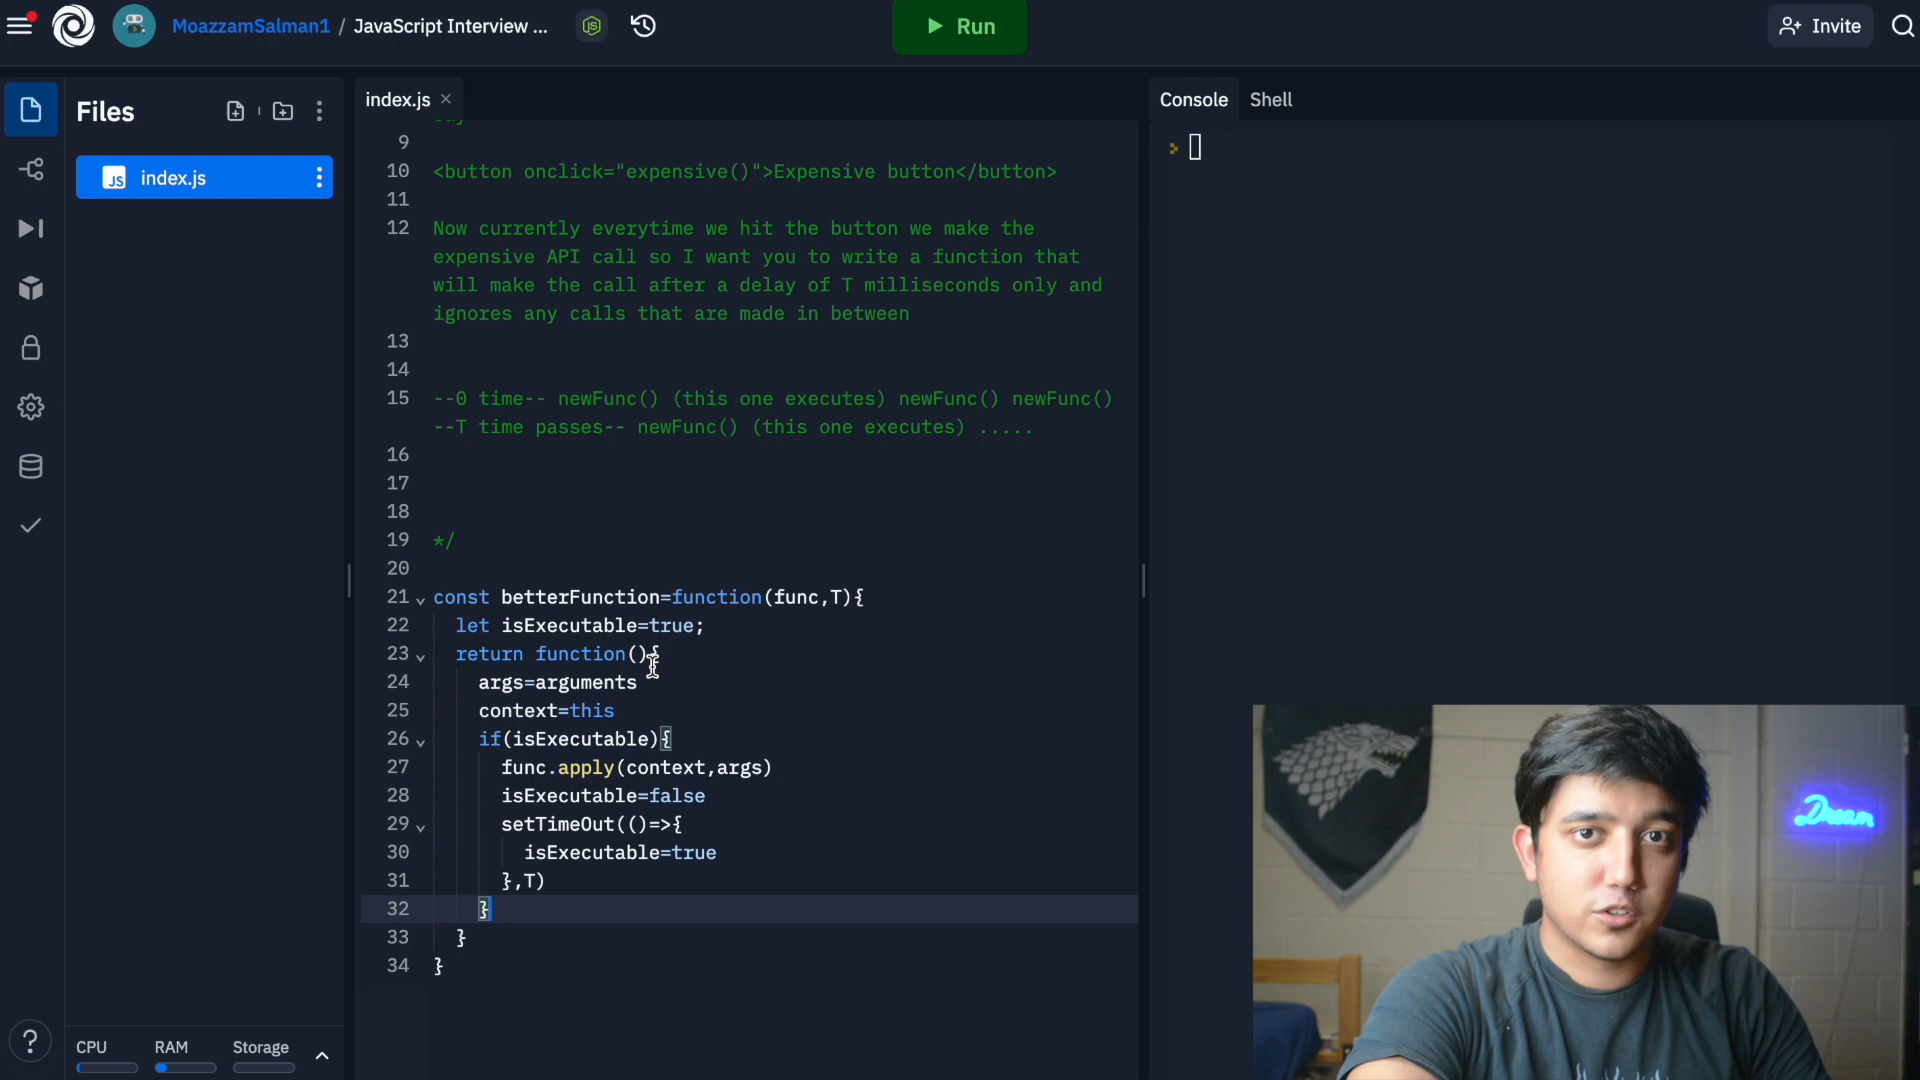 MoazzamSalman1 / JavaScript Interview ...
JS
Run
Invite
Files
JS index.js
index.js ×
Console Shell
9
10 <button onclick="expensive()">Expensive button</button>
11
12 Now currently everytime we hit the button we make the
expensive API call so I want you to write a function that
will make the call after a delay of T milliseconds only and
ignores any calls that are made in between
13
14
15 --0 time-- newFunc() (this one executes) newFunc() newFunc()
--T time passes-- newFunc() (this one executes) .....
16
17
18
19 */
20
21 const betterFunction=function(func,T){
22 let isExecutable=true;
23 return function(){
24 args=arguments
25 context=this
26 if(isExecutable){
27 func.apply(context,args)
28 isExecutable=false
29 setTimeOut(()=>{
30 isExecutable=true
31 },T)
32 }
33 }
34 }
Dream
? CPU RAM Storage